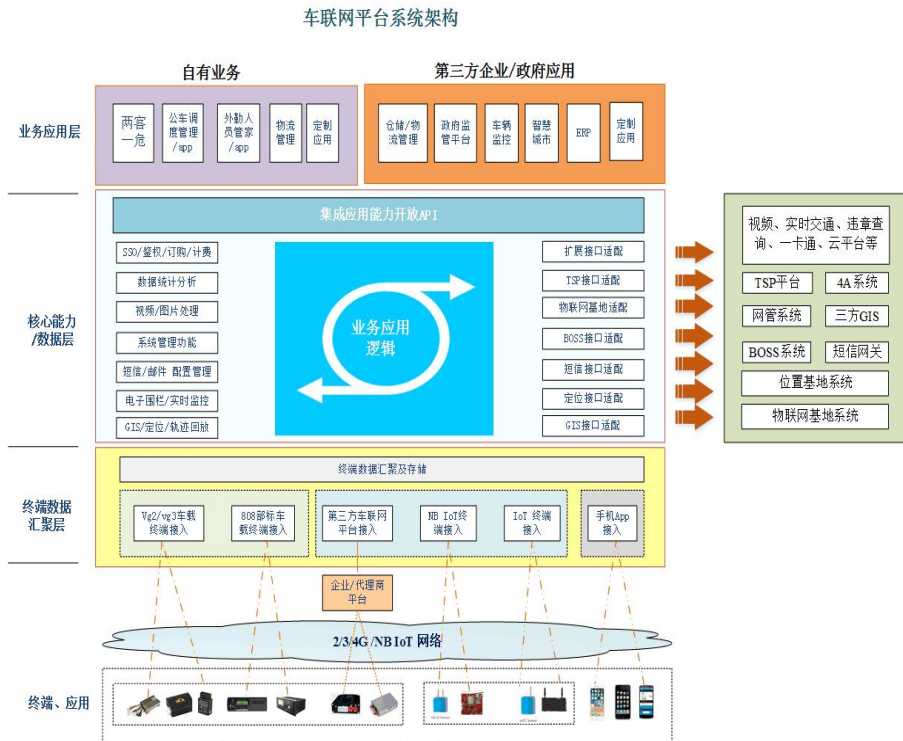 车联网平台系统架构
自有业务
第三方企业/政府应用
业务应用层
两客
一危
公车调
度管理
/app
外勤人
员管家
/app
物流
管理
定制
应用
仓储/物
流管理
政府监
管平台
车辆
监控
智慧
城市
ERP
定制
应用
核心能力
/数据层
集成应用能力开放API
SSO/鉴权/订购/计费
数据统计分析
视频/图片处理
系统管理功能
短信/邮件 配置管理
电子围栏/实时监控
GIS/定位/轨迹回放
业务应用
逻辑
扩展接口适配
TSP接口适配
物联网基地适配
BOSS接口适配
短信接口适配
定位接口适配
GIS接口适配
视频、实时交通、违章查
询、一卡通、云平台等
TSP平台
4A系统
网管系统
三方GIS
BOSS系统
短信网关
位置基地系统
物联网基地系统
终端数据
汇聚层
终端数据汇聚及存储
Vg2/vg3车载
终端接入
808部标车
载终端接入
第三方车联网
平台接入
NB IoT终
端接入
IoT 终端
接入
手机App
接入
企业/代理商
平台
2/3/4G/NB IoT 网络
终端、应用